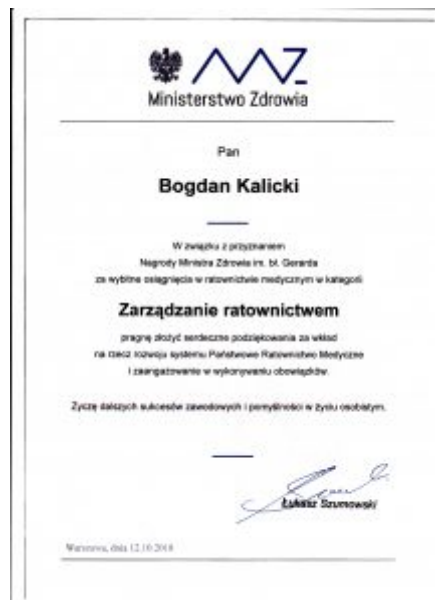 Ministerstwo Zdrowia
Pan
Bogdan Kalicki
W związku z przyznaniem
Nagrody Ministra Zdrowia im. bł. Gerarda
za wybitne osiągnięcia w ratownictwie medycznym w kategorii
Zarządzanie ratownictwem
pragnę złożyć serdeczne podziękowania za wkład
na rzecz rozwoju systemu Państwowe Ratownictwo Medyczne
i zaangażowanie w wykonywaniu obowiązków.
Życzę dalszych sukcesów zawodowych i pomyślności w życiu osobistym.
Łukasz Szumowski
Warszawa, dnia 12.10.2018